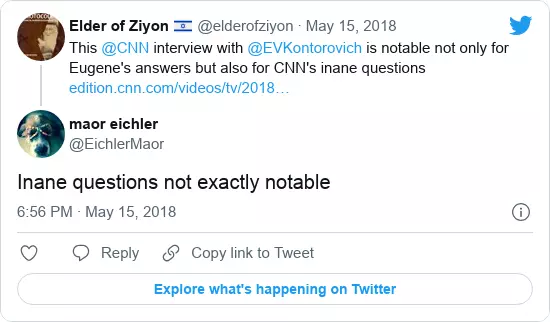 Elder of Ziyon 🇮🇱 @elderofziyon · May 15, 2018
This @CNN interview with @EVKontorovich is notable not only for
Eugene's answers but also for CNN's inane questions
edition.cnn.com/videos/tv/2018…
maor eichler
@EichlerMaor
Inane questions not exactly notable
6:56 PM · May 15, 2018
Reply
Copy link to Tweet
Explore what's happening on Twitter